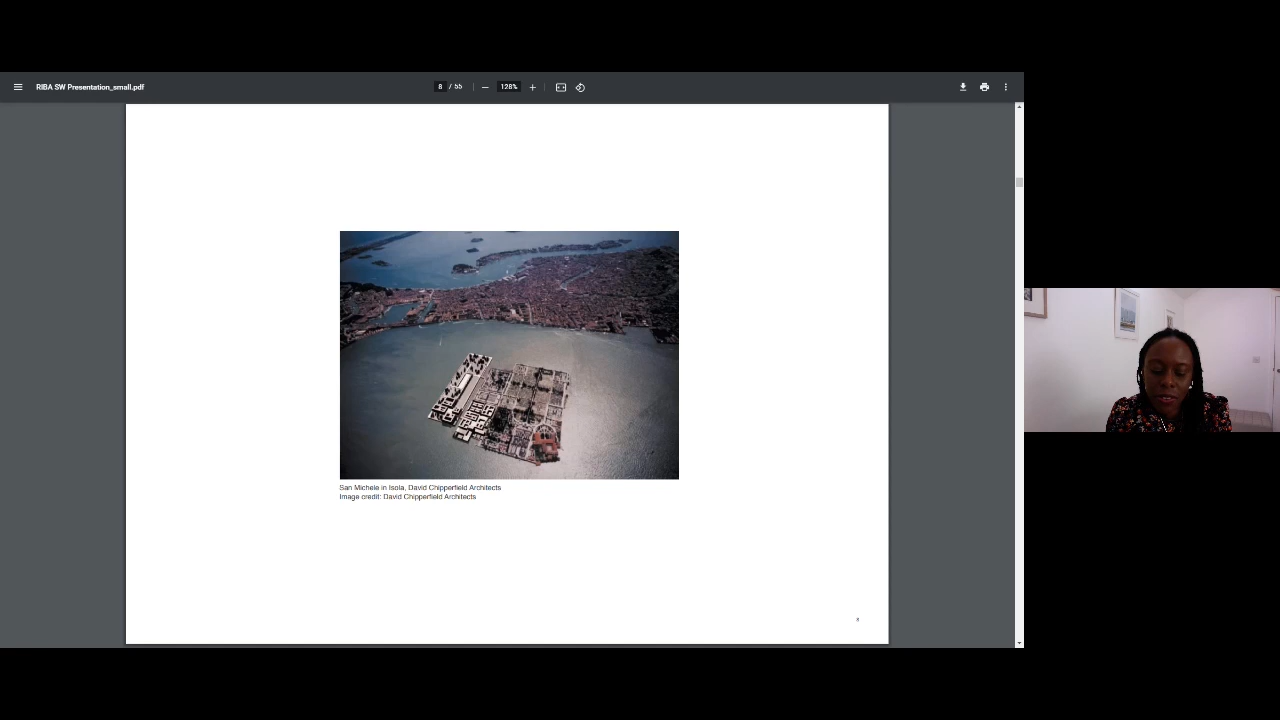 RIBA SW Presentation_small.pdf
8 / 55
128%
San Michele in Isola, David Chipperfield Architects
Image credit: David Chipperfield Architects
8